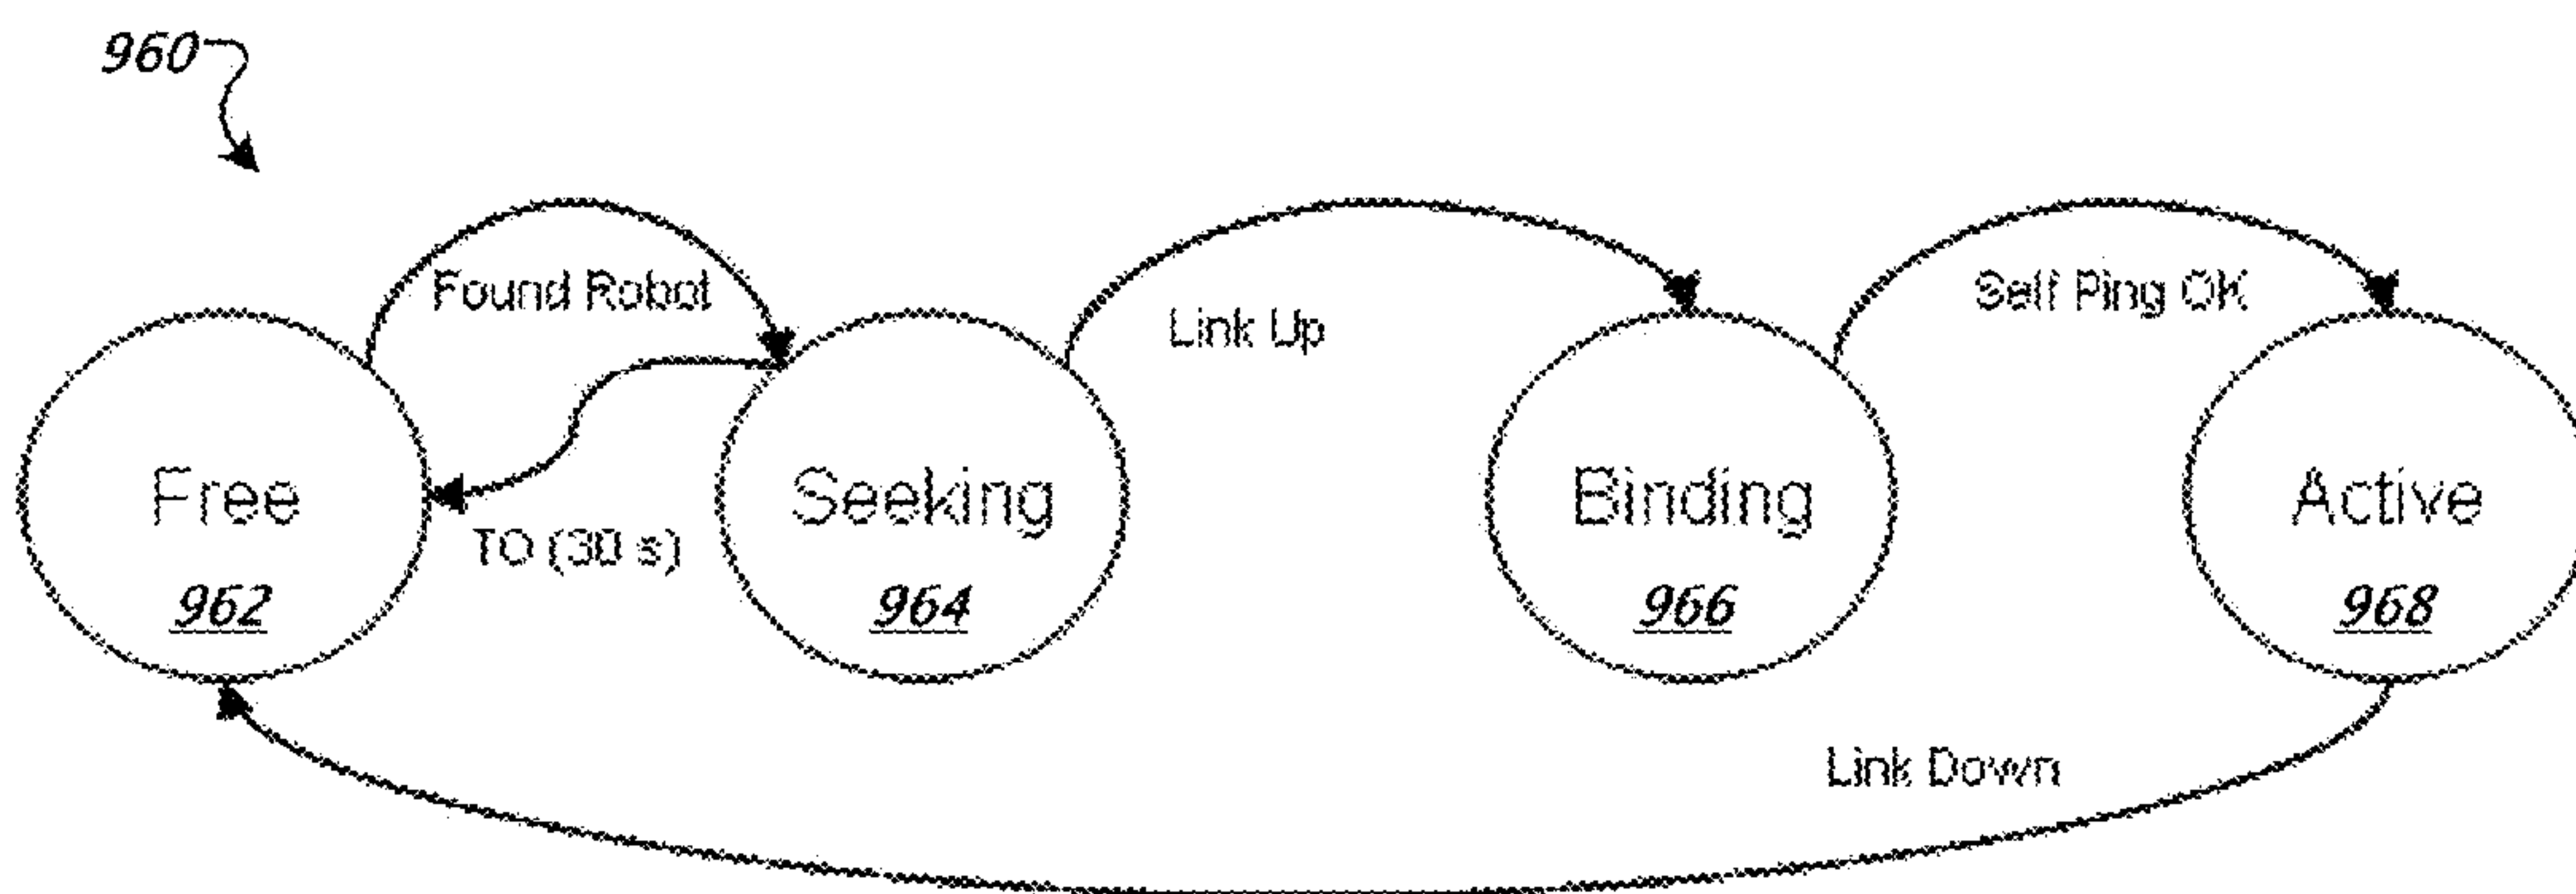 960
Found Robot
Link Up
Self Ping OK
Free
Seeking
Binding
Active
TO (30 s)
962
964
966
968
Link Down